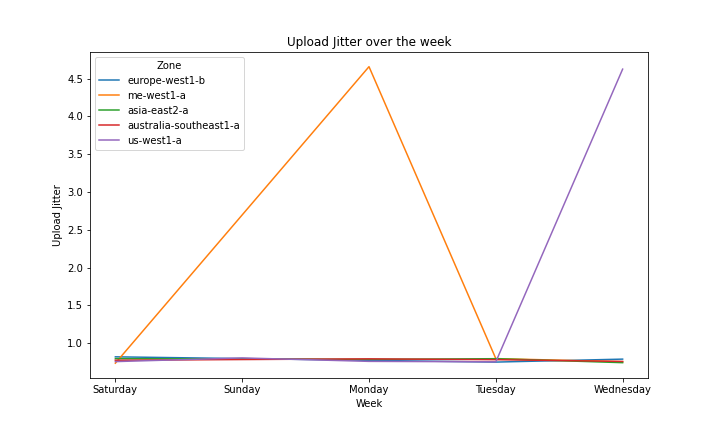 Upload Jitter over the week
Zone
europe-west1-b
me-west1-a
asia-east2-a
australia-southeast1-a
us-west1-a
Upload Jitter
4.5
4.0
3.5
3.0
2.5
2.0
1.5
1.0
Saturday Sunday Monday Tuesday Wednesday
Week